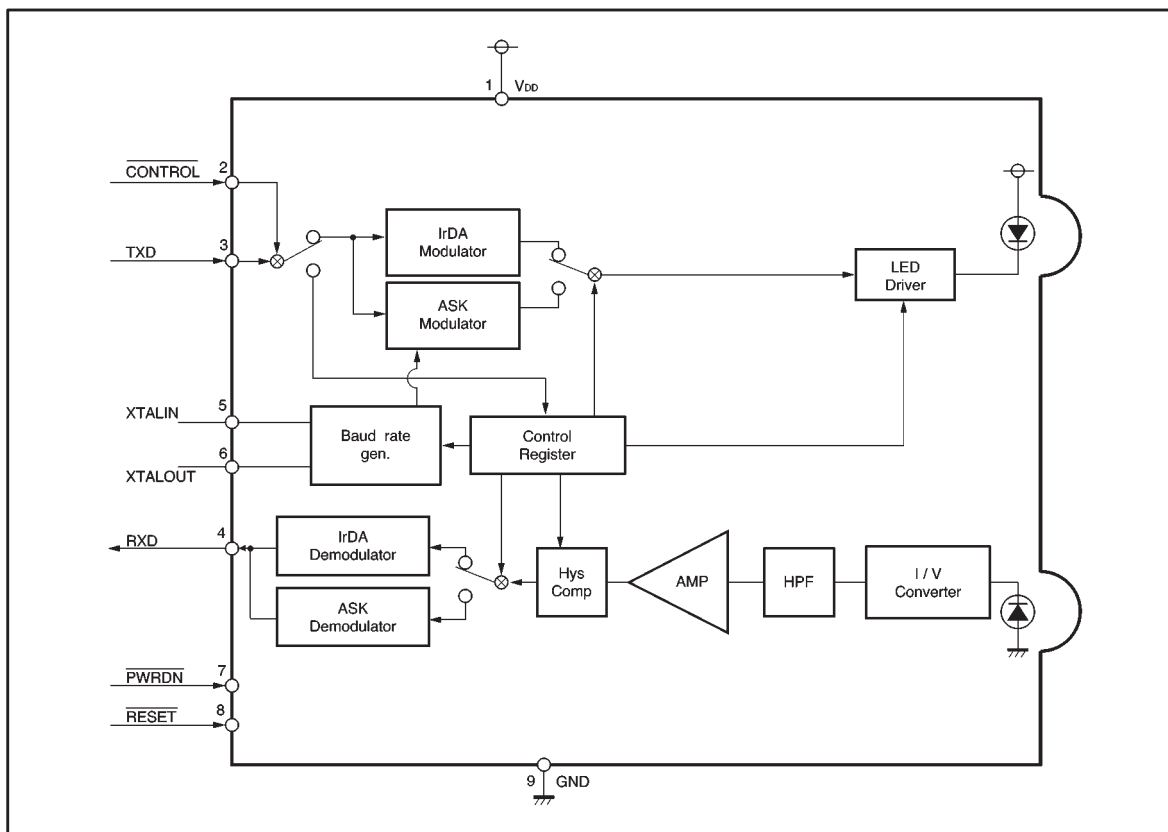 1 VDD
CONTROL 2
TXD 3
IrDA
Modulator
ASK
Modulator
LED
Driver
XTALIN 5
XTALOUT 6
Baud rate
gen.
Control
Register
RXD 4
IrDA
Demodulator
ASK
Demodulator
Hys
Comp
AMP
HPF
I / V
Converter
PWRDN 7
RESET 8
9 GND